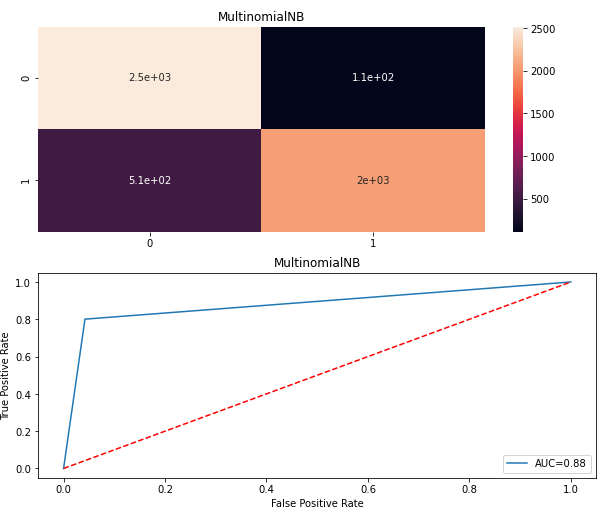 MultinomialNB
0
2.5e+03
1.1e+02
1
5.1e+02
2e+03
0
1
2500
2000
1500
1000
500
MultinomialNB
True Positive Rate
1.0
0.8
0.6
0.4
0.2
0.0
AUC=0.88
0.0
0.2
0.4
0.6
0.8
1.0
False Positive Rate